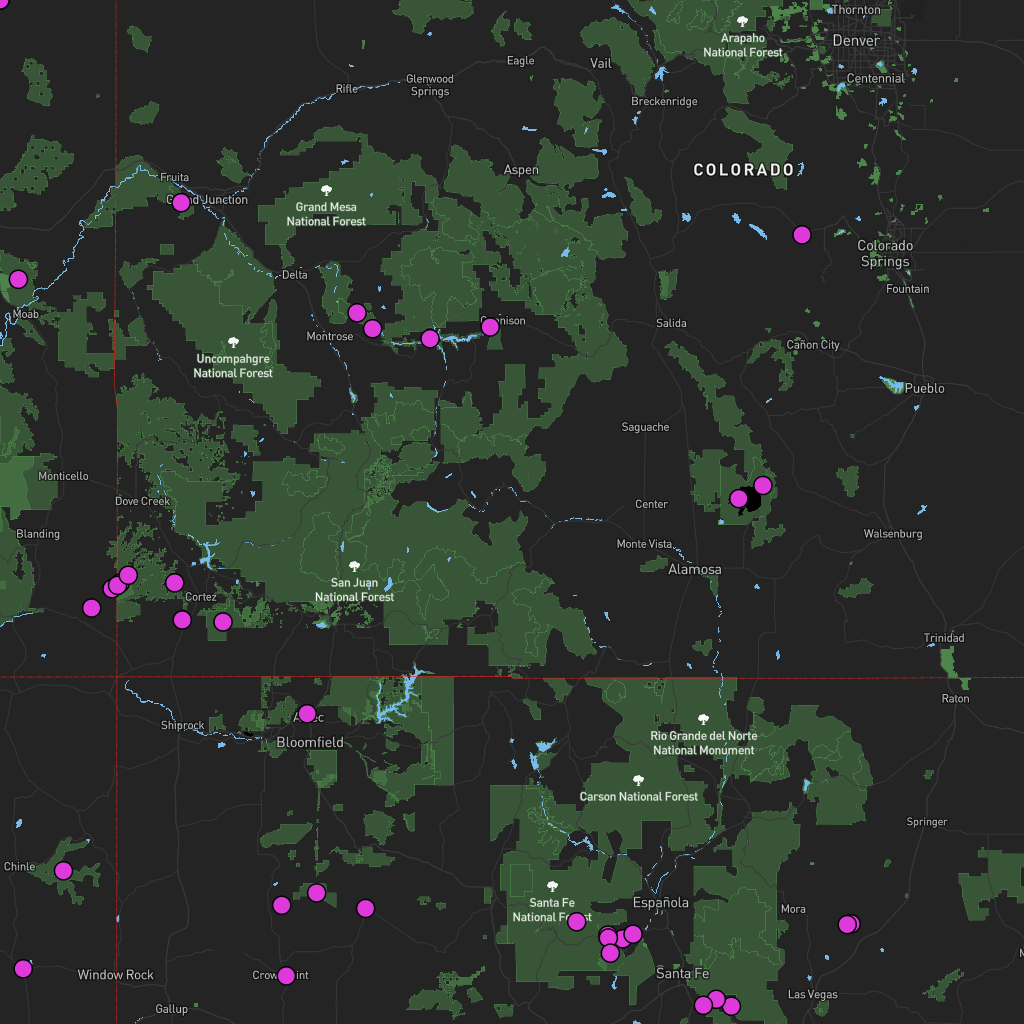 Thornton
Arapaho
National Forest
Denver
Eagle
Vail
Centennial
Glenwood
Springs
Rifle
Breckenridge
Aspen
COLORADO
Fruita
Grand Junction
Grand Mesa
National Forest
Colorado
Springs
Delta
Fountain
Moab
Gunnison
Salida
Montrose
Cañon City
Uncompahgre
National Forest
Pueblo
Saguache
Monticello
Dove Creek
Center
Blanding
Walsenburg
Monte Vista
Alamosa
San Juan
National Forest
Cortez
Trinidad
Raton
Aztec
Shiprock
Bloomfield
Rio Grande del Norte
National Monument
Carson National Forest
Springer
Chinle
Santa Fe
National Forest
Española
Mora
Window Rock
Crownpoint
Santa Fe
Las Vegas
Gallup